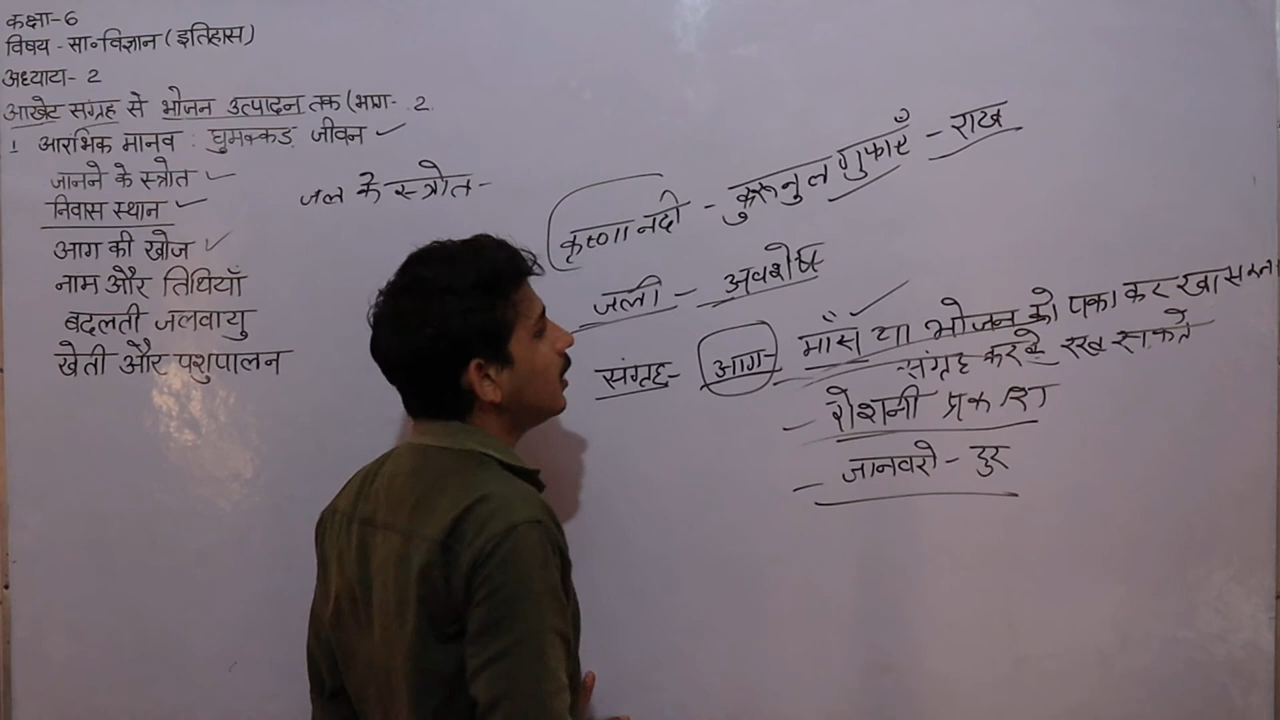 कक्षा-6
विषय - सा॰विज्ञान (इतिहास)
अध्याय- 2
आखेट संग्रह से भोजन उत्पादन तक (भाग- 2
1 आरंभिक मानव : घुमक्कड़ जीवन ✓
जानने के स्त्रोत ✓
निवास स्थान ✓
आग की खोज ✓
नाम और तिथियाँ
बदलती जलवायु
खेती और पशुपालन
जल के स्त्रोत -
कृष्णा नदी - कुरूनुल गुफाएँ - राख
जली - अवशेष
संग्रह - आग - माँस या भोजन को पका कर खा सकता
संग्रह करके रख सकते
- रोशनी प्रकाश
- जानवरो - दुर